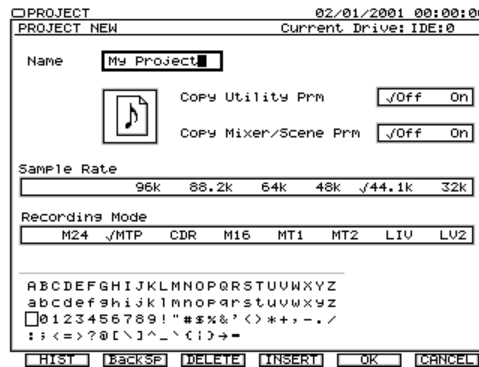 PROJECT 02/01/2001 00:00:00
PROJECT NEW Current Drive:IDE:0
Name My Project
Copy Utility Prm √Off On
Copy Mixer/Scene Prm √Off On
Sample Rate
96k 88.2k 64k 48k √44.1k 32k
Recording Mode
M24 √MTP CDR M16 MT1 MT2 LIV LV2
ABCDEFGHIJKLMNOPQRSTUVWXYZ
abcdefghijklmnopqrstuvwxyz
0123456789!"#$%&'()*+,-./
:;<=>?@[\]^_`{|}→←
HIST BackSP DELETE INSERT OK CANCEL